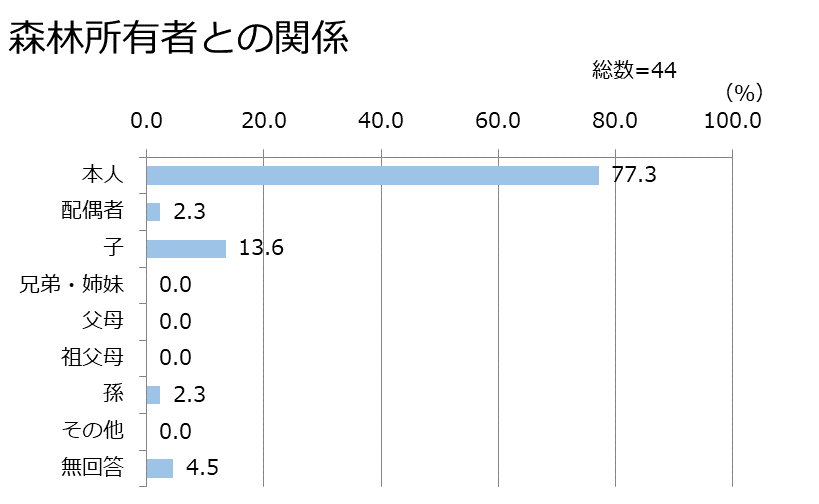 森林所有者との関係
総数=44
(%)
0.0 20.0 40.0 60.0 80.0 100.0
本人 77.3
配偶者 2.3
子 13.6
兄弟・姉妹 0.0
父母 0.0
祖父母 0.0
孫 2.3
その他 0.0
無回答 4.5